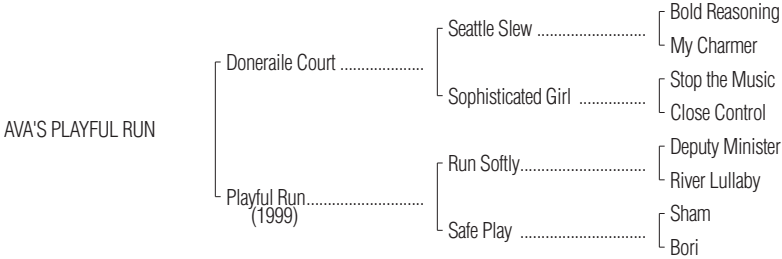 Bold Reasoning
Seattle Slew ..........................
My Charmer
Doneraile Court ....................
Stop the Music
Sophisticated Girl ................
Close Control
AVA'S PLAYFUL RUN
Deputy Minister
Run Softly..............................
River Lullaby
Playful Run............................
(1999)
Sham
Safe Play ..............................
Bori